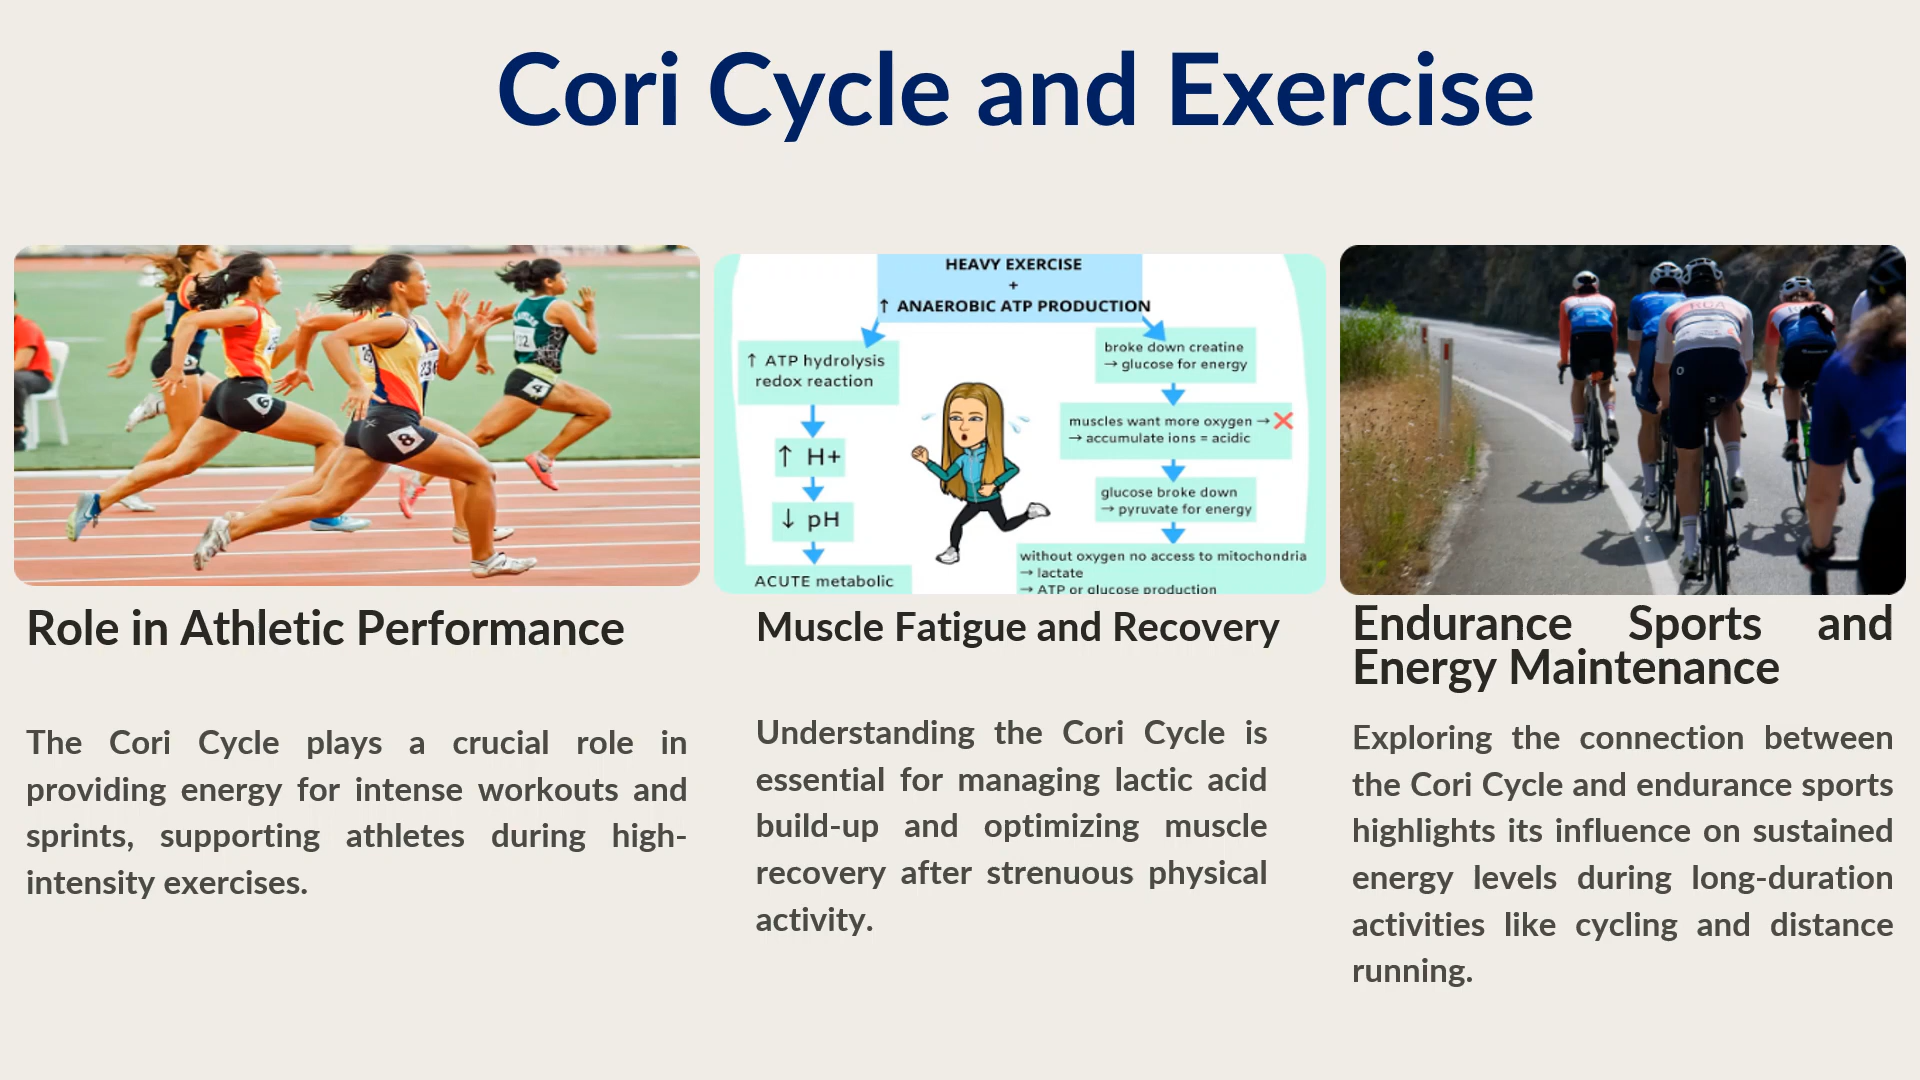 Cori Cycle and Exercise
6
236
8
232
4
HEAVY EXERCISE
+
↑ ANAEROBIC ATP PRODUCTION
↑ ATP hydrolysis
redox reaction
↑ H+
↓ pH
ACUTE metabolic
broke down creatine
→ glucose for energy
muscles want more oxygen → ❌
→ accumulate ions = acidic
glucose broke down
→ pyruvate for energy
without oxygen no access to mitochondria
→ lactate
→ ATP or glucose production
Role in Athletic Performance
The Cori Cycle plays a crucial role in
providing energy for intense workouts and
sprints, supporting athletes during high-
intensity exercises.
Muscle Fatigue and Recovery
Understanding the Cori Cycle is
essential for managing lactic acid
build-up and optimizing muscle
recovery after strenuous physical
activity.
Endurance Sports and
Energy Maintenance
Exploring the connection between
the Cori Cycle and endurance sports
highlights its influence on sustained
energy levels during long-duration
activities like cycling and distance
running.